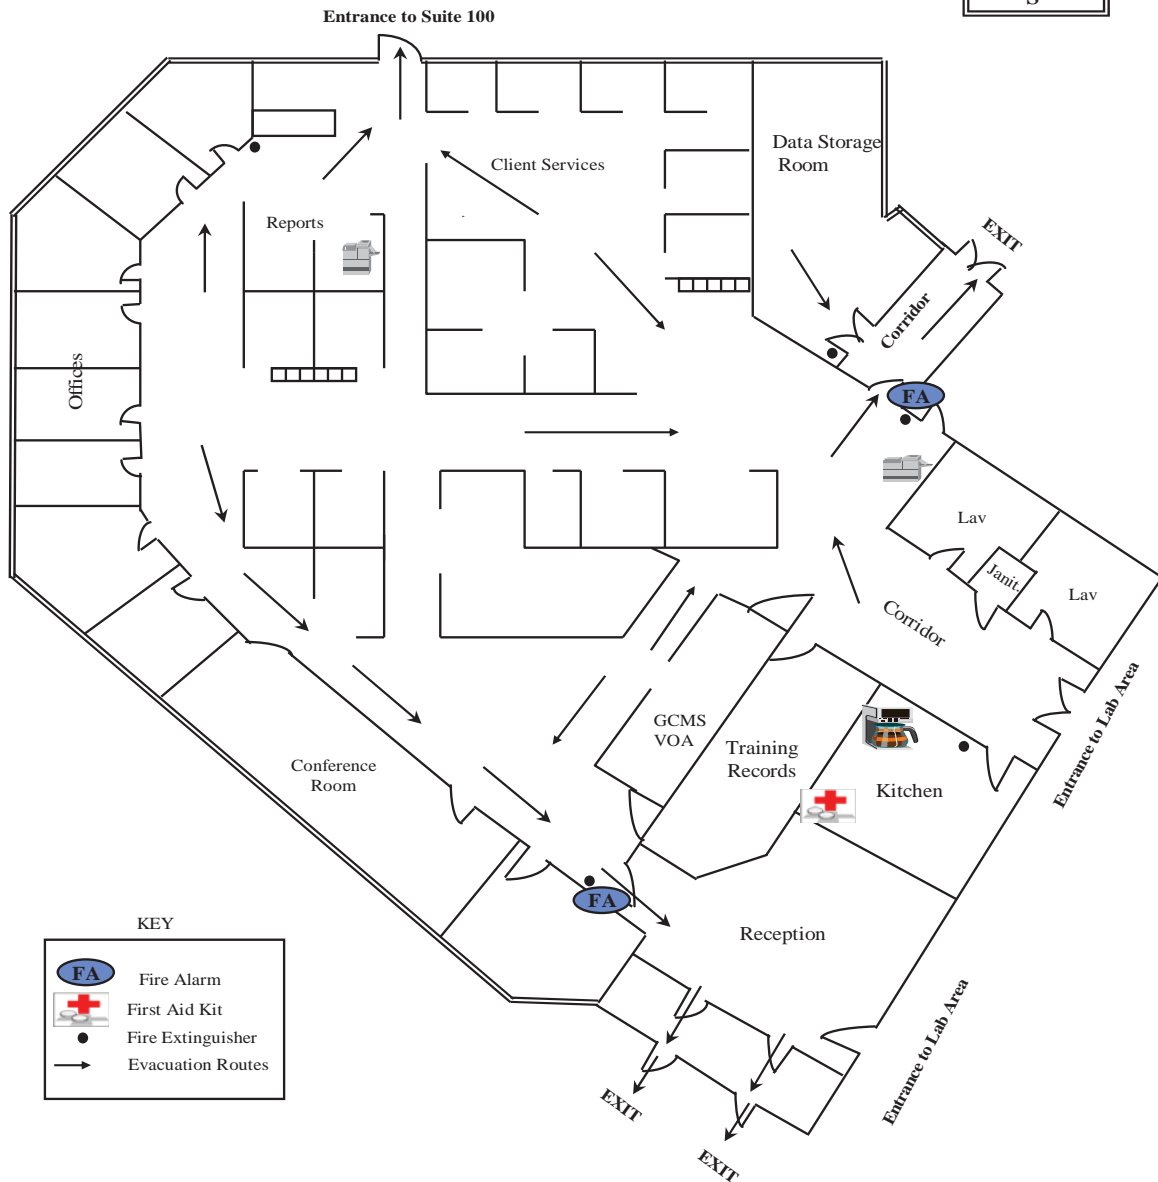 S
Entrance to Suite 100
Data Storage
Room
Client Services
Reports
EXIT
Corridor
Offices
FA
Lav
Janit.
Lav
Corridor
Entrance to Lab Area
GCMS
VOA
Training
Records
Kitchen
Conference
Room
FA
Reception
Entrance to Lab Area
EXIT
EXIT
KEY
FA Fire Alarm
First Aid Kit
Fire Extinguisher
Evacuation Routes